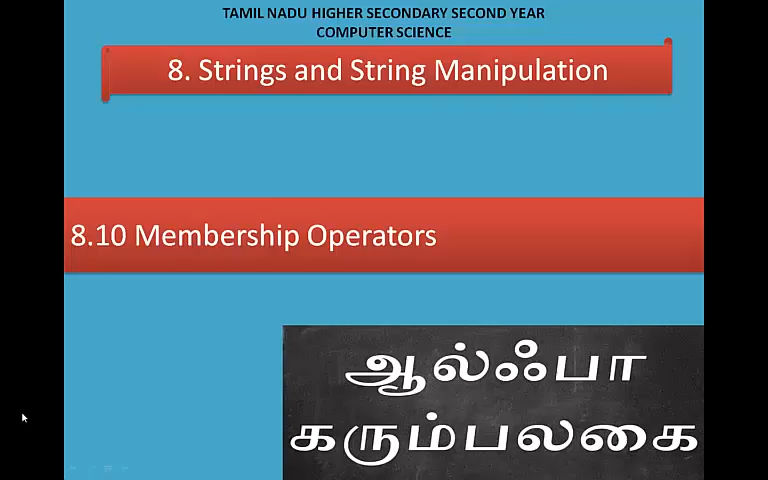 TAMIL NADU HIGHER SECONDARY SECOND YEAR
COMPUTER SCIENCE
8. Strings and String Manipulation
8.10 Membership Operators
ஆல்ஃபா
கரும்பலகை